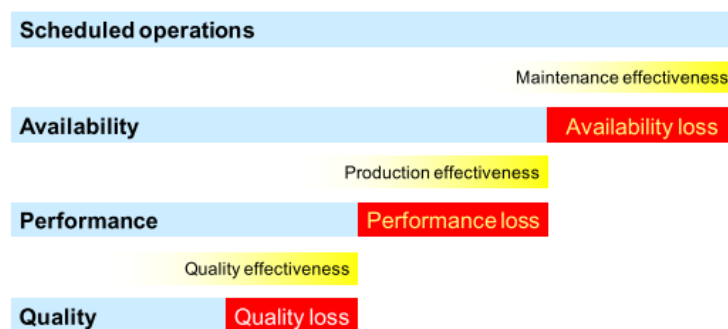 Scheduled operations
Maintenance effectiveness
Availability
Availability loss
Production effectiveness
Performance
Performance loss
Quality effectiveness
Quality
Quality loss